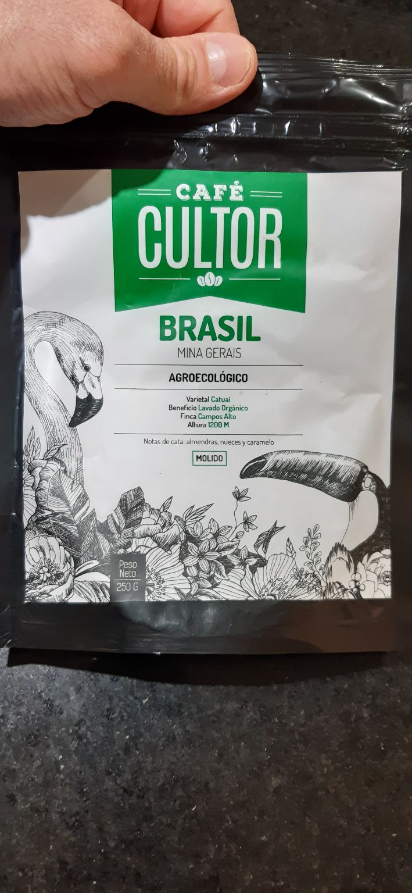 CAFÉ
CULTOR
BRASIL
MINA GERAIS
AGROECOLÓGICO
Varietal Catuai
Beneficio Lavado Orgánico
Finca Campos Alto
Altura 1200 M
Notas de cata: almendras, nueces y caramelo
MOLIDO
Peso
Neto
250 G